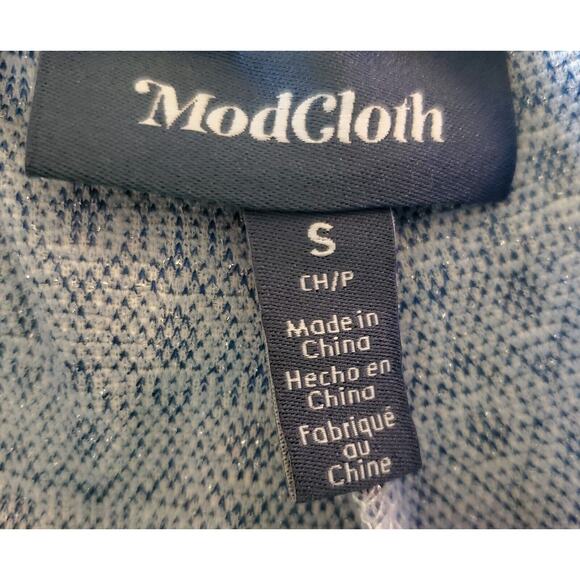 ModCloth
S
CH/P
Made in
China
Hecho en
China
Fabriqué
au
Chine